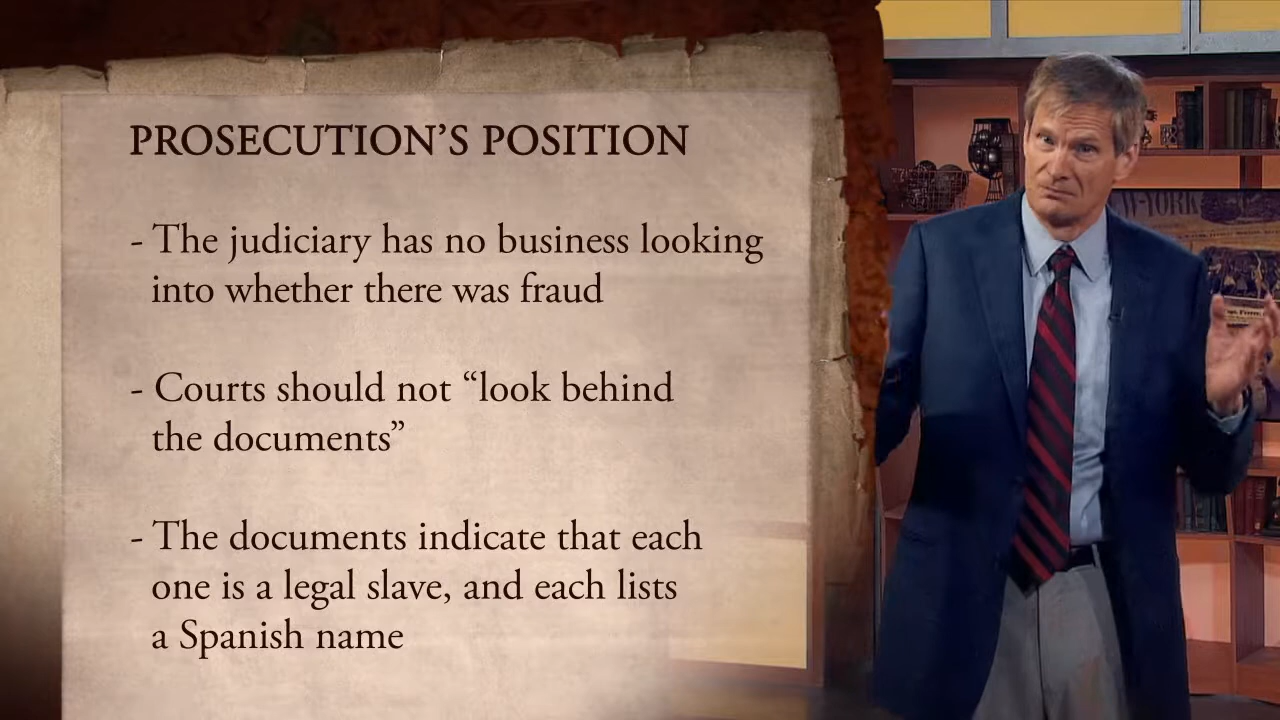 PROSECUTION’S POSITION
- The judiciary has no business looking
into whether there was fraud
- Courts should not “look behind
the documents”
- The documents indicate that each
one is a legal slave, and each lists
a Spanish name
W-YORK